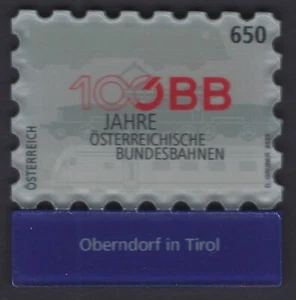 650
100 ÖBB
JAHRE
ÖSTERREICHISCHE
BUNDESBAHNEN
ÖSTERREICH
Oberndorf in Tirol